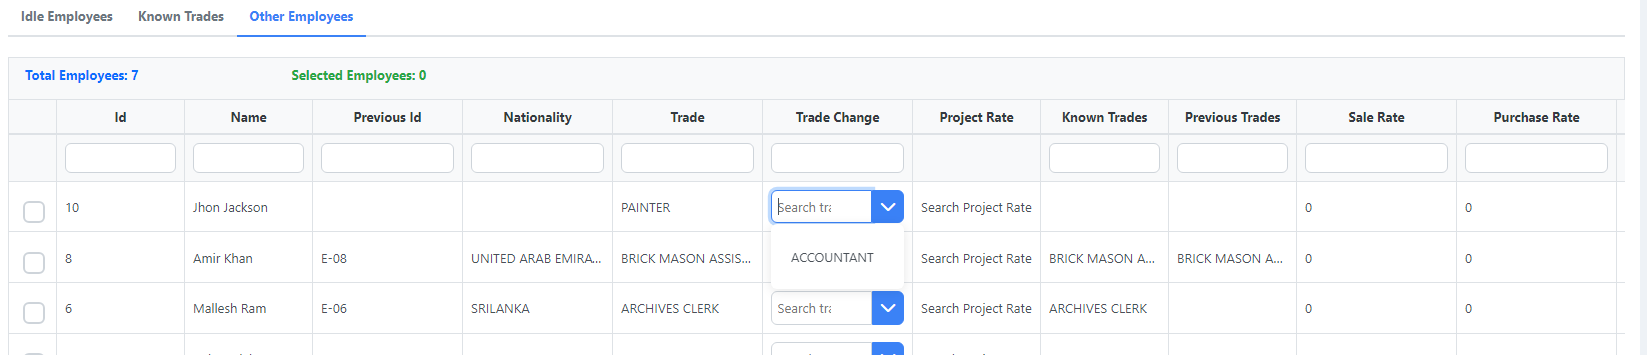 Idle Employees Known Trades Other Employees
Total Employees: 7 Selected Employees: 0
Id Name Previous Id Nationality Trade Trade Change Project Rate Known Trades Previous Trades Sale Rate Purchase Rate
10 Jhon Jackson PAINTER Search tra Search Project Rate 0 0
8 Amir Khan E-08 UNITED ARAB EMIRA... BRICK MASON ASSIS... ACCOUNTANT Search Project Rate BRICK MASON A... BRICK MASON A... 0 0
6 Mallesh Ram E-06 SRILANKA ARCHIVES CLERK Search tra Search Project Rate ARCHIVES CLERK 0 0